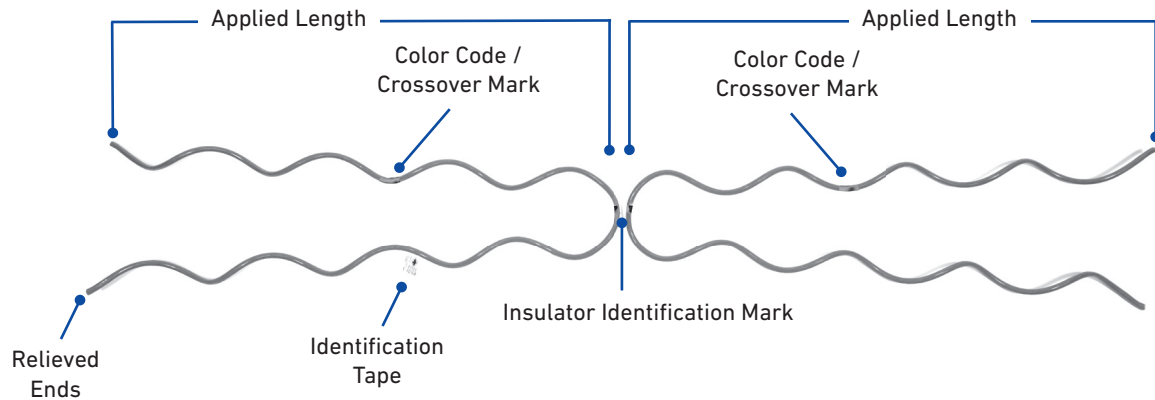 Applied Length
Applied Length
Color Code /
Crossover Mark
Color Code /
Crossover Mark
Insulator Identification Mark
Identification
Tape
Relieved
Ends